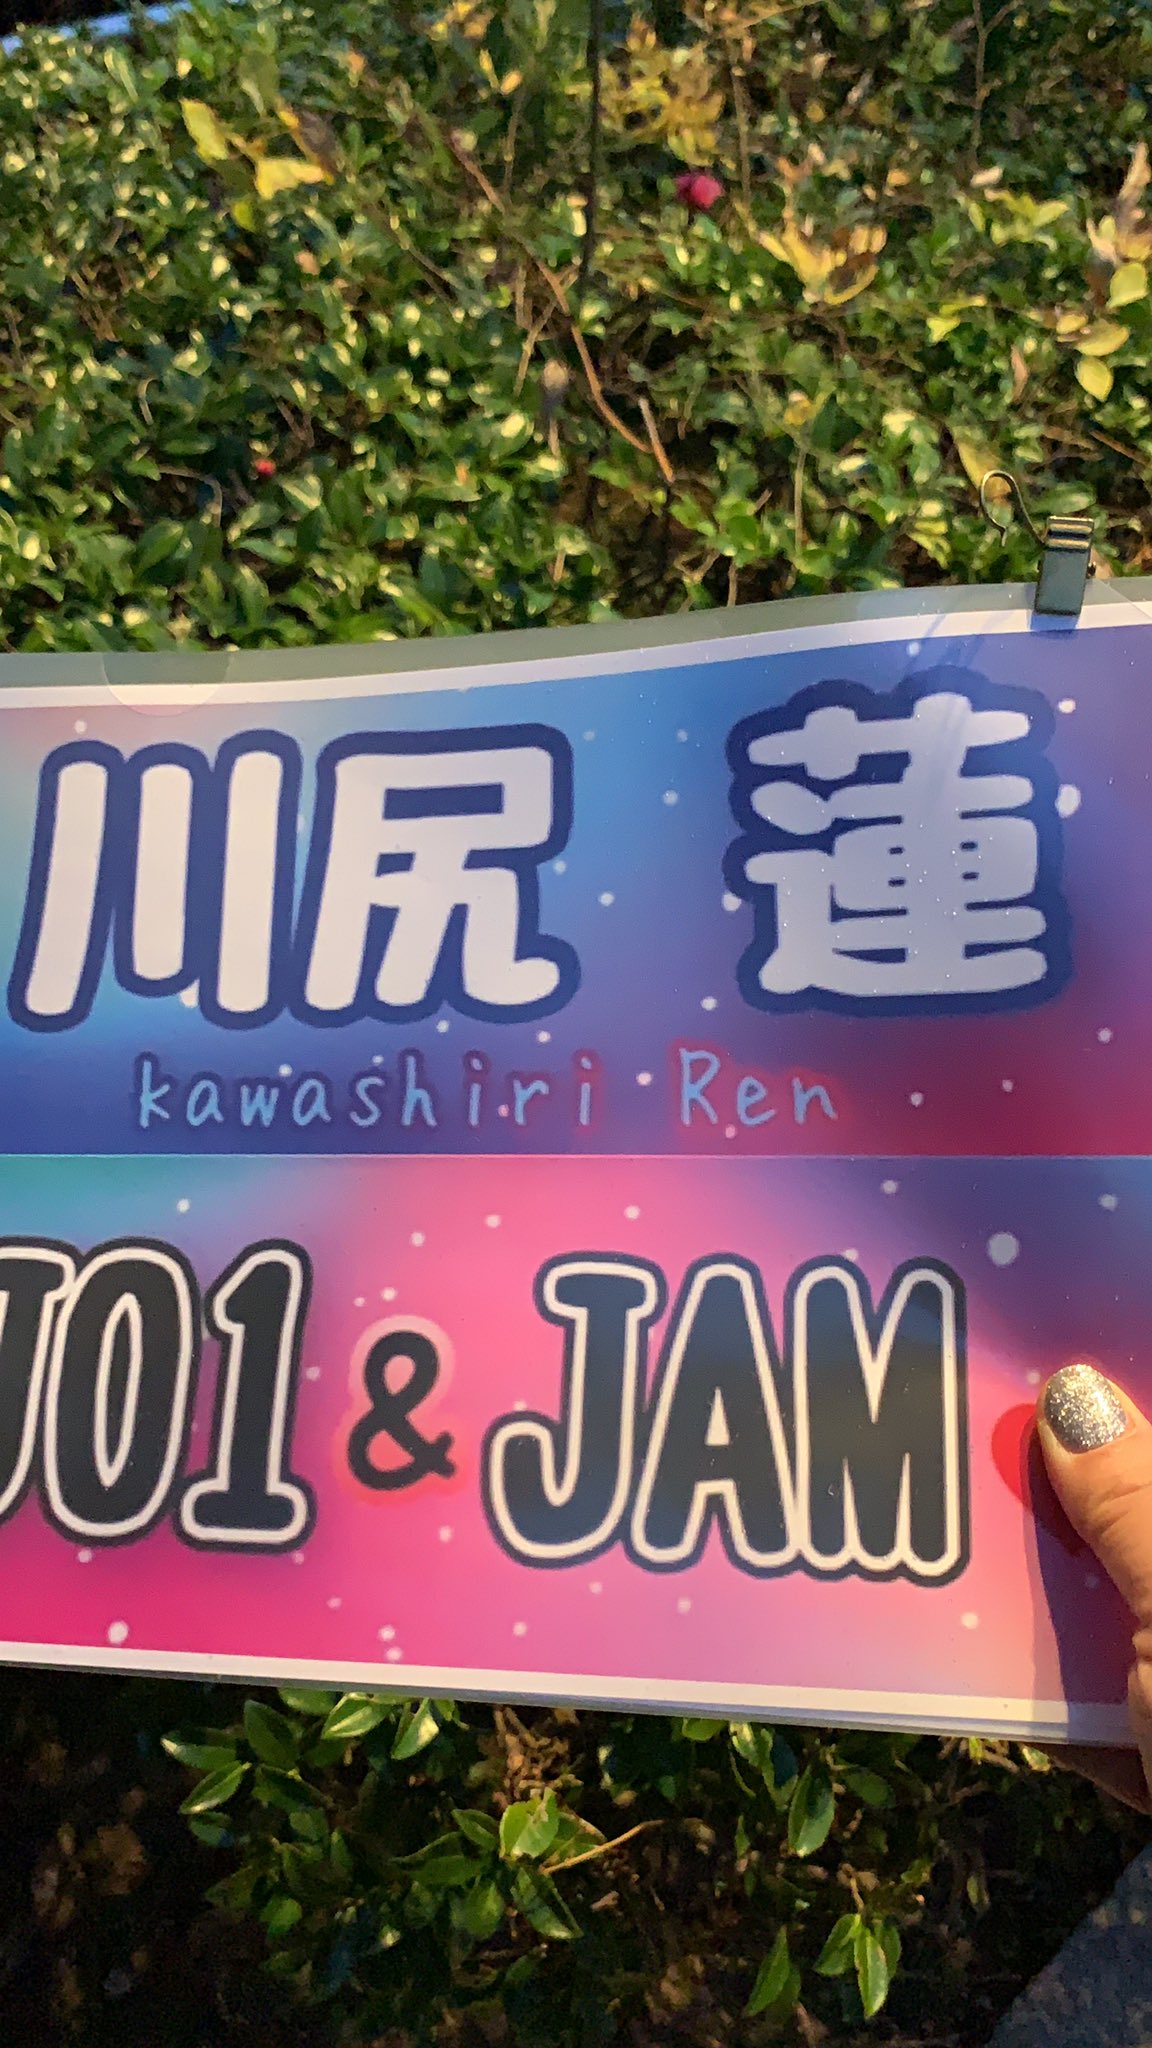 川尻 蓮
kawashiri Ren
JO1 & JAM